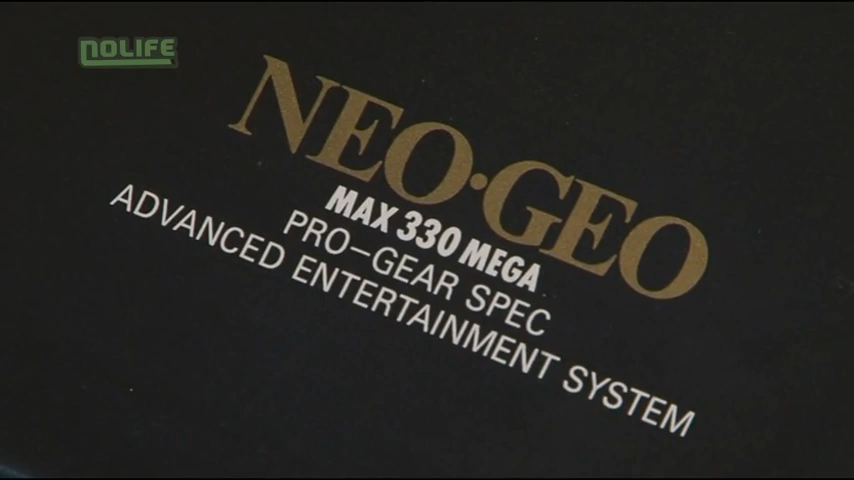 NOLIFE
NEO·GEO
MAX 330 MEGA
PRO-GEAR SPEC
ADVANCED ENTERTAINMENT SYSTEM